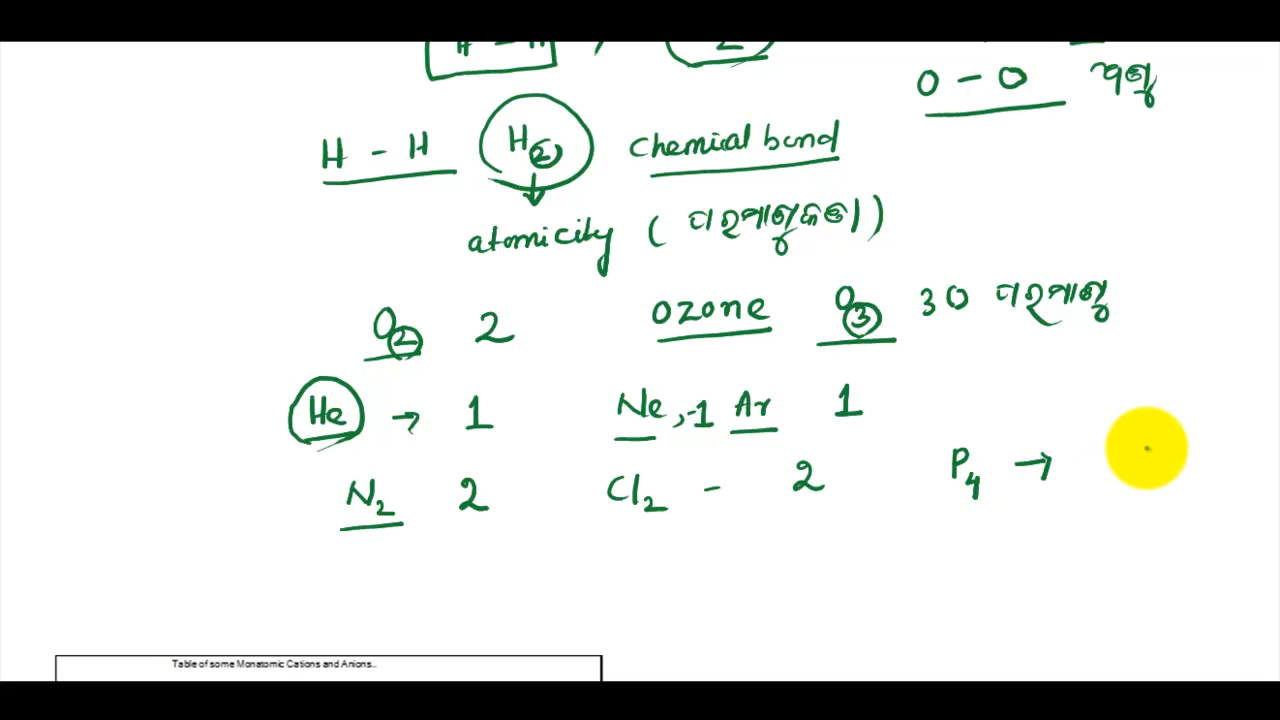 O - O ଅଣୁ
H - H H2 chemical bond
atomicity (ପରମାଣୁକତା)
O2 2 ozone O3 3 O ପରମାଣୁ
He → 1 Ne, -1 Ar 1
N2 2 Cl2 - 2 P4 →
Table of some Monatomic Cations and Anions..